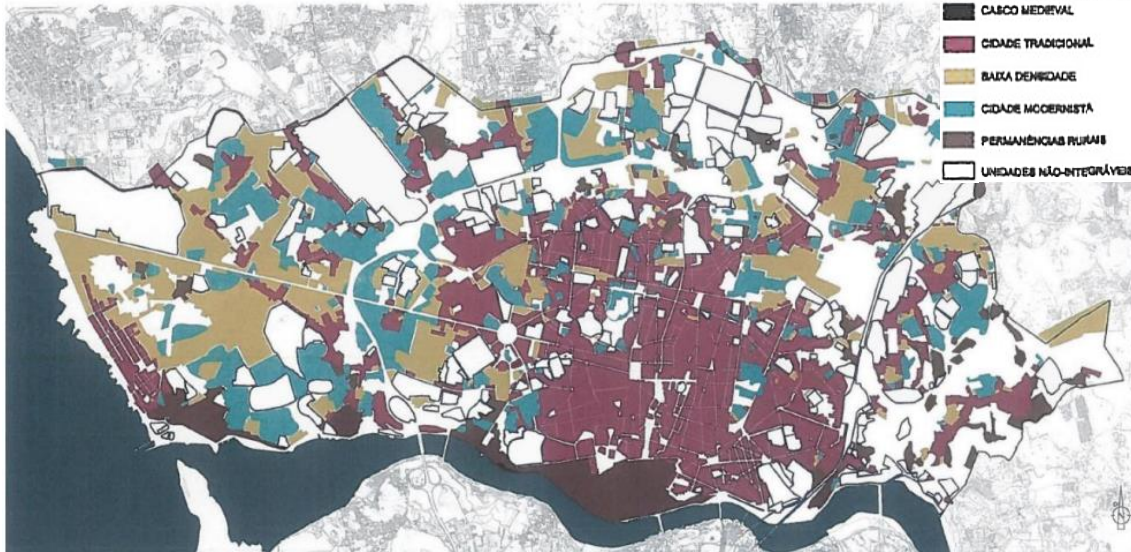 CASCO MEDIEVAL
CIDADE TRADICIONAL
BAIXA DENSIDADE
CIDADE MODERNISTA
PERMANÊNCIAS RURAIS
UNIDADES NÃO-INTEGRÁVEIS
N